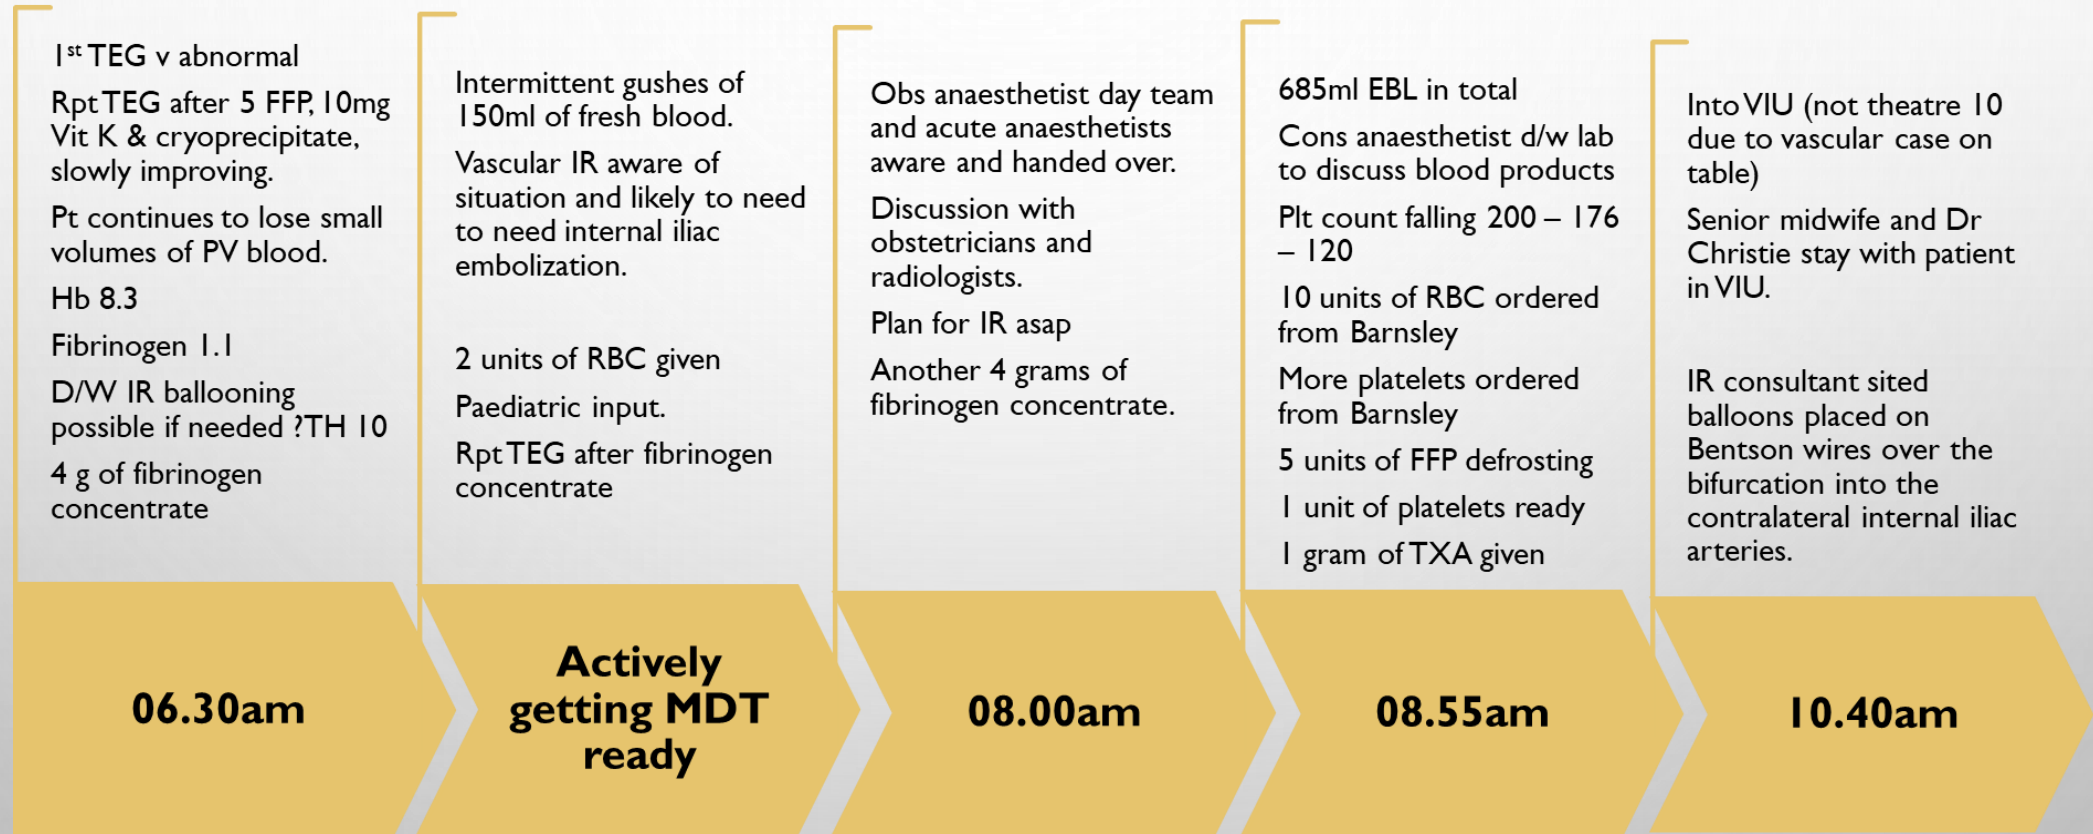 1st TEG v abnormal
Rpt TEG after 5 FFP, 10mg
Vit K & cryoprecipitate,
slowly improving.
Pt continues to lose small
volumes of PV blood.
Hb 8.3
Fibrinogen 1.1
D/W IR ballooning
possible if needed ?TH 10
4 g of fibrinogen
concentrate
06.30am
Intermittent gushes of
150ml of fresh blood.
Vascular IR aware of
situation and likely to need
to need internal iliac
embolization.
2 units of RBC given
Paediatric input.
Rpt TEG after fibrinogen
concentrate
Actively
getting MDT
ready
Obs anaesthetist day team
and acute anaesthetists
aware and handed over.
Discussion with
obstetricians and
radiologists.
Plan for IR asap
Another 4 grams of
fibrinogen concentrate.
08.00am
685ml EBL in total
Cons anaesthetist d/w lab
to discuss blood products
Plt count falling 200 – 176
– 120
10 units of RBC ordered
from Barnsley
More platelets ordered
from Barnsley
5 units of FFP defrosting
1 unit of platelets ready
1 gram of TXA given
08.55am
Into VIU (not theatre 10
due to vascular case on
table)
Senior midwife and Dr
Christie stay with patient
in VIU.
IR consultant sited
balloons placed on
Bentson wires over the
bifurcation into the
contralateral internal iliac
arteries.
10.40am